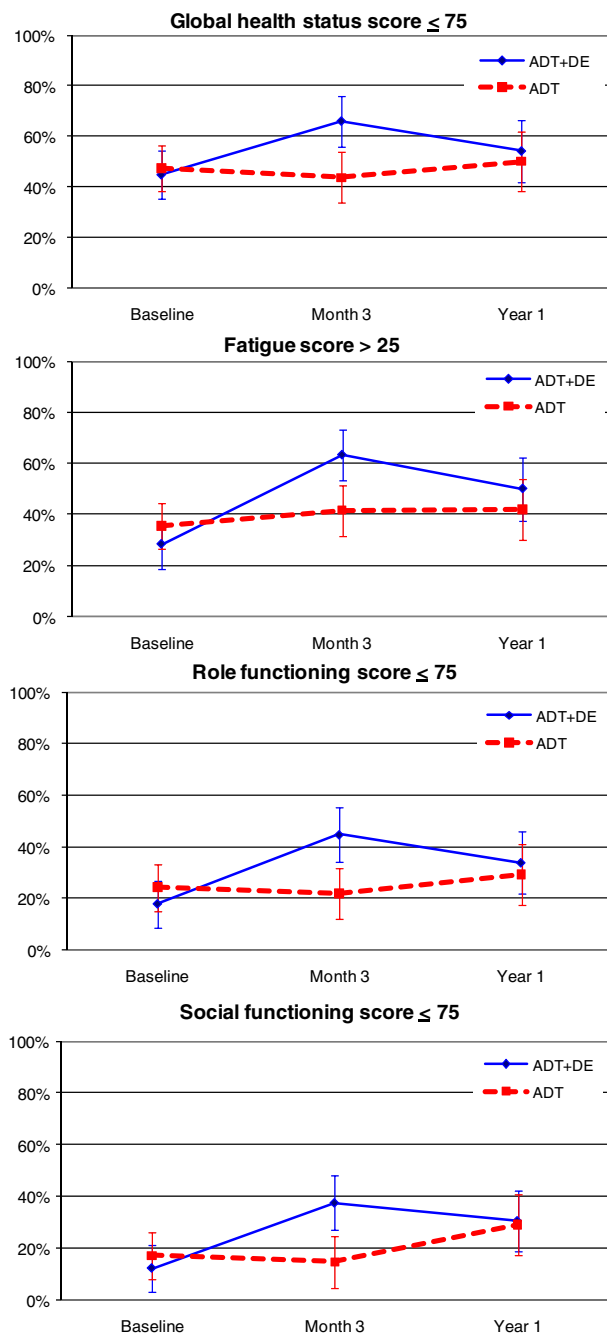 Global health status score ≤ 75
100%
80%
60%
40%
20%
0%
ADT+DE
ADT
Baseline Month 3 Year 1
Fatigue score > 25
100%
80%
60%
40%
20%
0%
ADT+DE
ADT
Baseline Month 3 Year 1
Role functioning score ≤ 75
100%
80%
60%
40%
20%
0%
ADT+DE
ADT
Baseline Month 3 Year 1
Social functioning score ≤ 75
100%
80%
60%
40%
20%
0%
ADT+DE
ADT
Baseline Month 3 Year 1